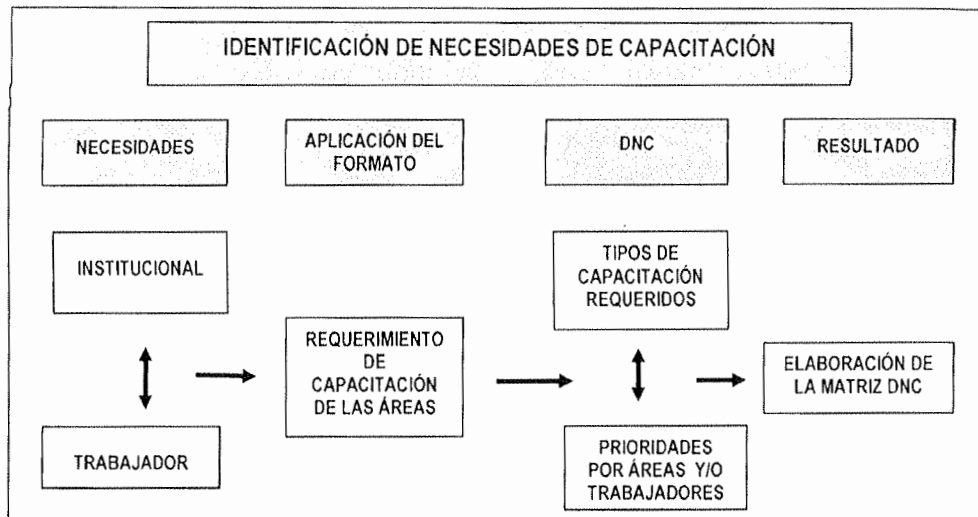 IDENTIFICACIÓN DE NECESIDADES DE CAPACITACIÓN
NECESIDADES
APLICACIÓN DEL
FORMATO
DNC
RESULTADO
INSTITUCIONAL
TRABAJADOR
REQUERIMIENTO
DE
CAPACITACIÓN
DE LAS ÁREAS
TIPOS DE
CAPACITACIÓN
REQUERIDOS
PRIORIDADES
POR ÁREAS Y/O
TRABAJADORES
ELABORACIÓN DE
LA MATRIZ DNC